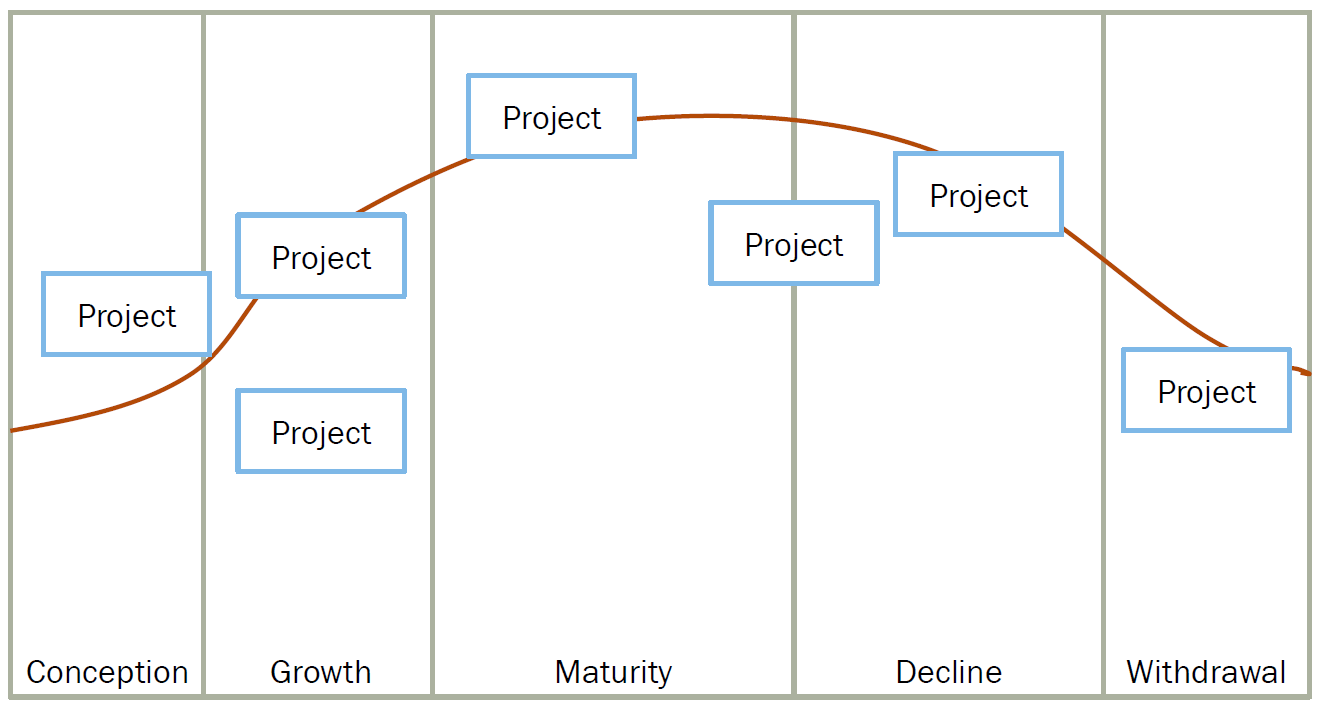 Project
Project
Project
Project
Project
Project
Project
Conception
Growth
Maturity
Decline
Withdrawal